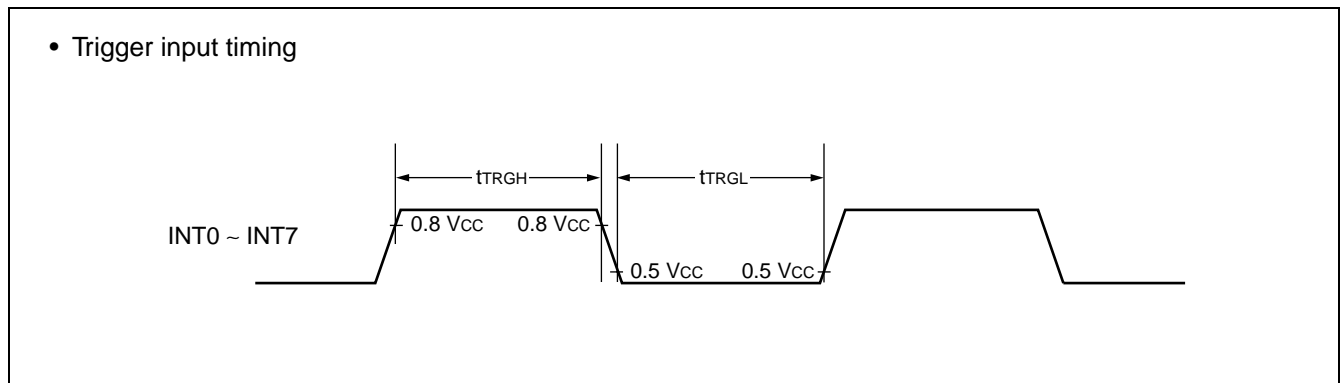 • Trigger input timing
tTRGH
tTRGL
INT0 ~ INT7
0.8 VCC
0.8 VCC
0.5 VCC
0.5 VCC